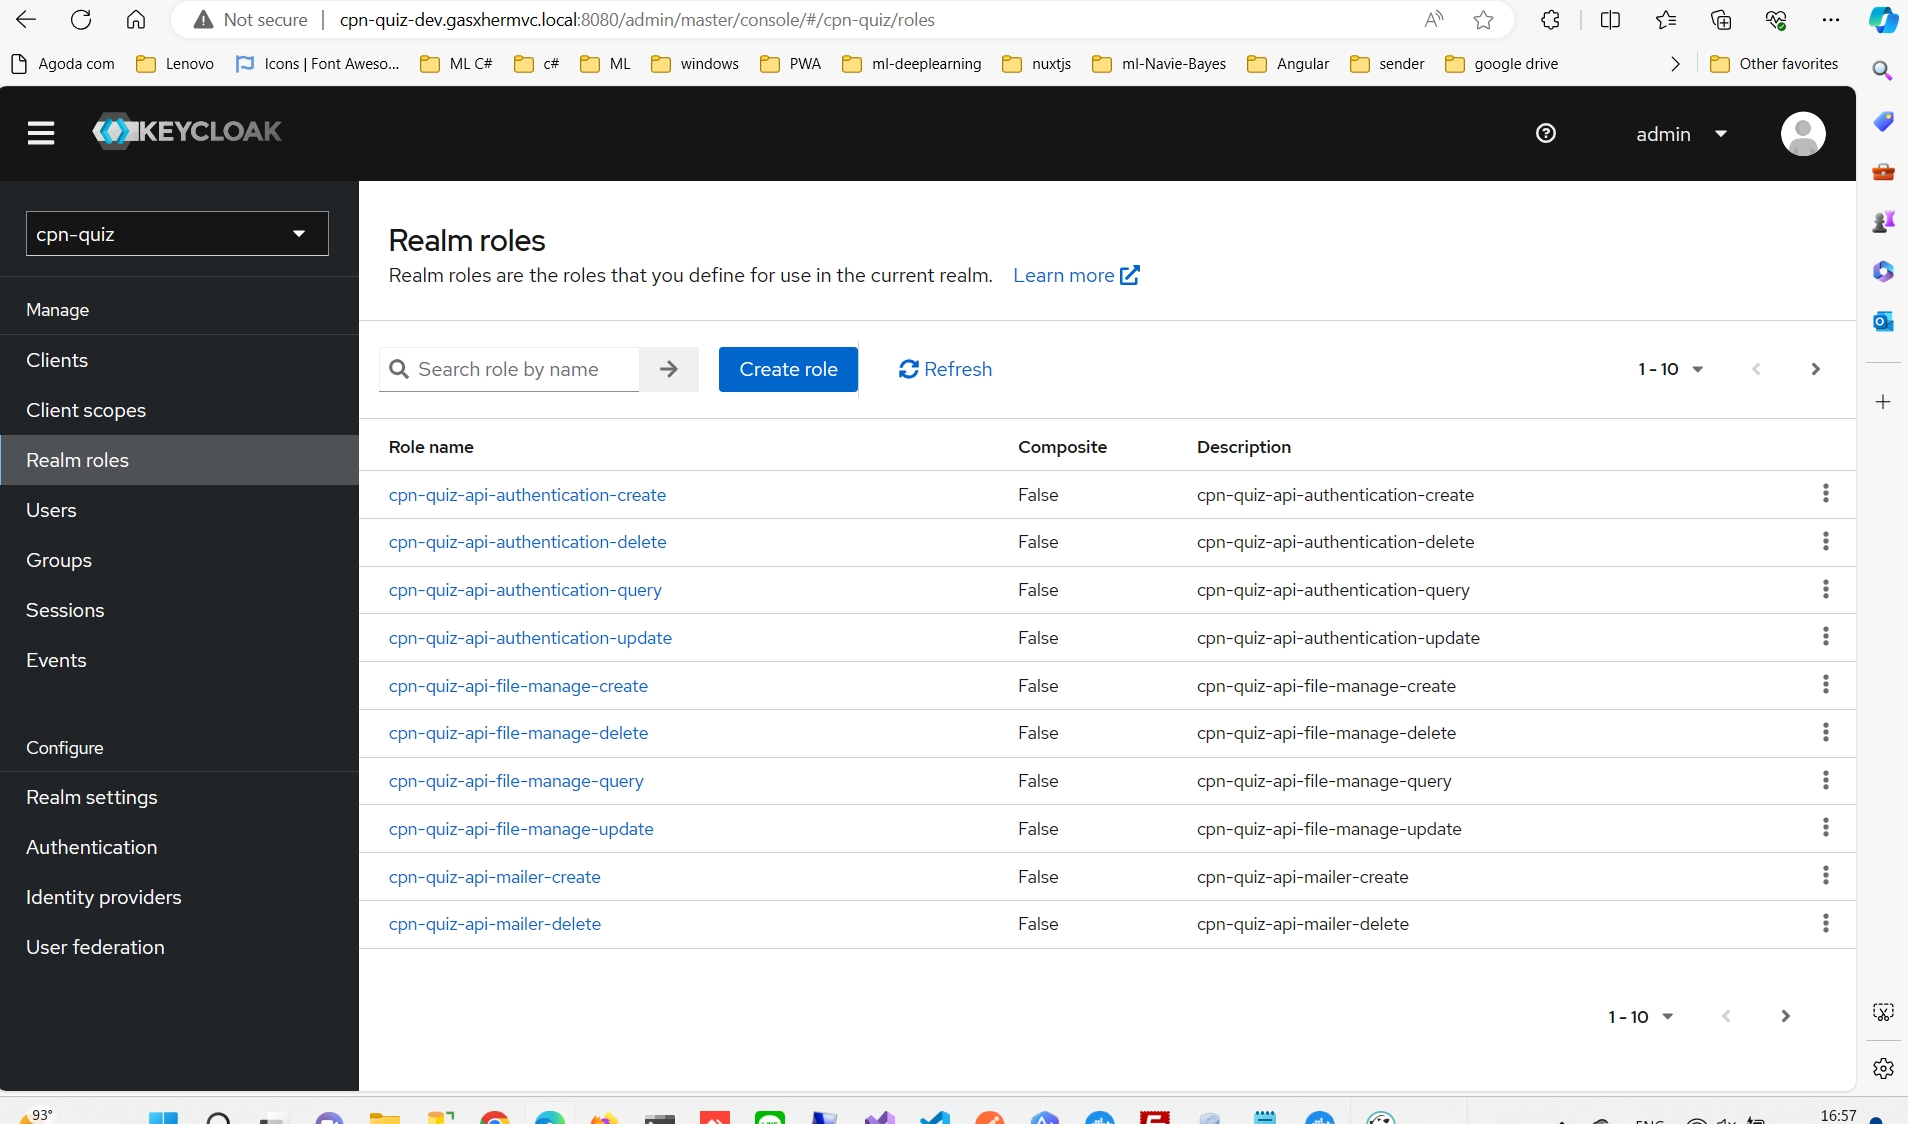 Not secure | cpn-quiz-dev.gasxhermvc.local:8080/admin/master/console/#/cpn-quiz/roles
Agoda com Lenovo Icons | Font Aweso... ML C# c# ML windows PWA ml-deeplearning nuxtjs ml-Navie-Bayes Angular sender google drive Other favorites
KEYCLOAK admin
cpn-quiz
Manage
Clients
Client scopes
Realm roles
Users
Groups
Sessions
Events
Configure
Realm settings
Authentication
Identity providers
User federation
Realm roles
Realm roles are the roles that you define for use in the current realm. Learn more
Search role by name Create role Refresh 1 - 10
Role name Composite Description
cpn-quiz-api-authentication-create False cpn-quiz-api-authentication-create
cpn-quiz-api-authentication-delete False cpn-quiz-api-authentication-delete
cpn-quiz-api-authentication-query False cpn-quiz-api-authentication-query
cpn-quiz-api-authentication-update False cpn-quiz-api-authentication-update
cpn-quiz-api-file-manage-create False cpn-quiz-api-file-manage-create
cpn-quiz-api-file-manage-delete False cpn-quiz-api-file-manage-delete
cpn-quiz-api-file-manage-query False cpn-quiz-api-file-manage-query
cpn-quiz-api-file-manage-update False cpn-quiz-api-file-manage-update
cpn-quiz-api-mailer-create False cpn-quiz-api-mailer-create
cpn-quiz-api-mailer-delete False cpn-quiz-api-mailer-delete
1 - 10
93° 16:57